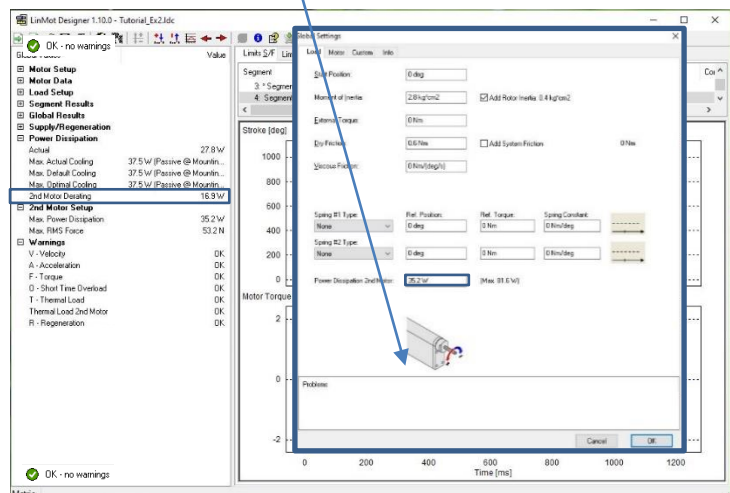 LinMot Designer 1.10.0 - Tutorial_Ex2.ldc
OK - no warnings
Value
Motor Setup
Motor Data
Load Setup
Segment Results
Global Results
Supply/Regeneration
Power Dissipation
Actual 27.8 W
Max. Actual Cooling 37.5 W (Passive @ Mountin...
Max. Default Cooling 37.5 W (Passive @ Mountin...
Max. Optimal Cooling 37.5 W (Passive @ Mountin...
2nd Motor Derating 16.9 W
2nd Motor Setup
Max. Power Dissipation 35.2 W
Max. RMS Force 53.2 N
Warnings
V - Velocity OK
A - Acceleration OK
F - Torque OK
O - Short Time Overload OK
T - Thermal Load OK
Thermal Load 2nd Motor OK
R - Regeneration OK
OK - no warnings
Limits S/F Lim
Segment
3: * Segmen
4: Segment
Stroke [deg]
1000
800
600
400
200
0
Motor Torque
2
0
-2
0 200 400 600 800 1000 1200
Time [ms]
Global Settings
Load Motor Custom Info
Start Position: 0 deg
Moment of Inertia: 2.8 kg*cm2 Add Rotor Inertia: 0.4 kg*cm2
External Torque: 0 Nm
Dry Friction: 0.6 Nm Add System Friction 0 Nm
Viscous Friction: 0 Nm/(deg/s)
Spring #1 Type: Ref. Position: Ref. Torque: Spring Constant:
None 0 deg 0 Nm 0 Nm/deg
Spring #2 Type:
None 0 deg 0 Nm 0 Nm/deg
Power Dissipation 2nd Motor: 35.2 W (Max. 81.6 W)
Problems:
Cancel OK